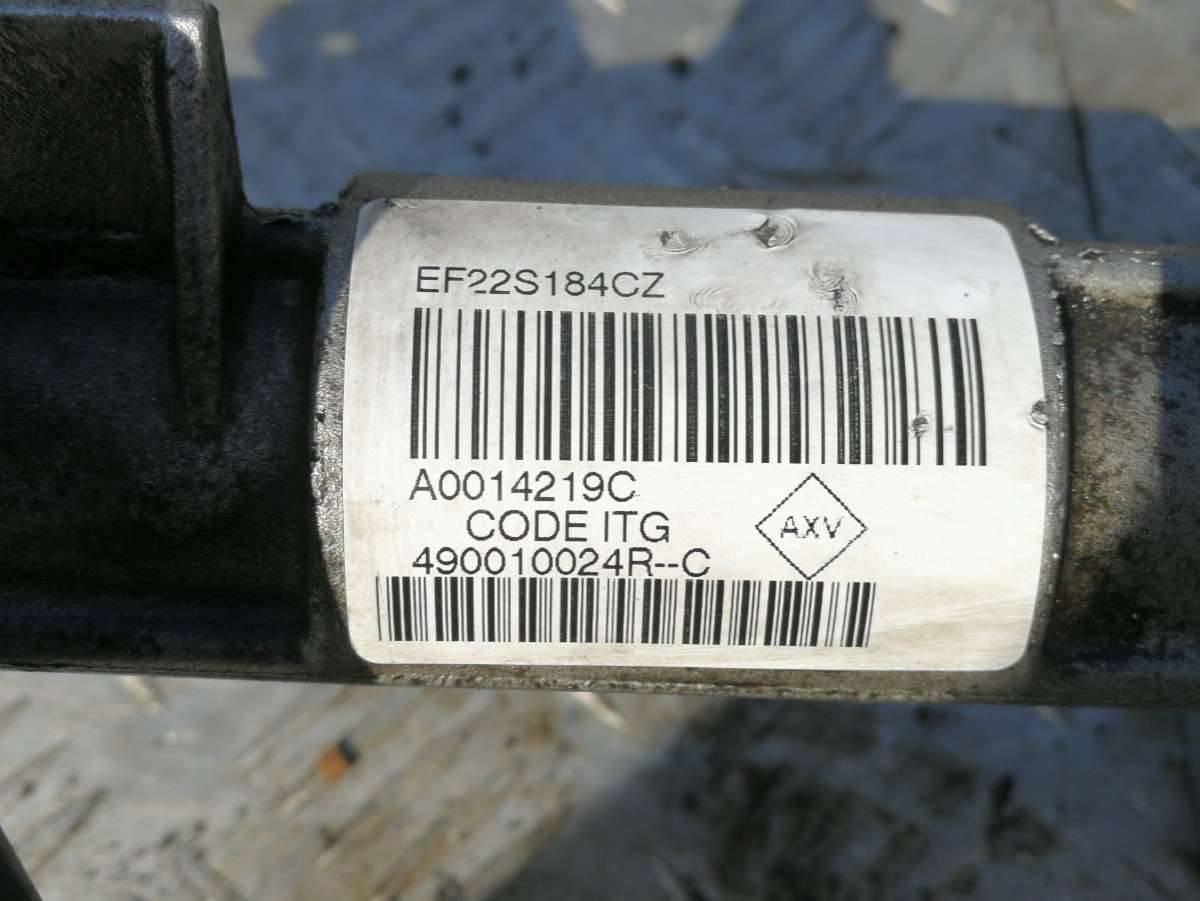 EF22S184CZ
A0014219C
CODE ITG
AXV
490010024R--C